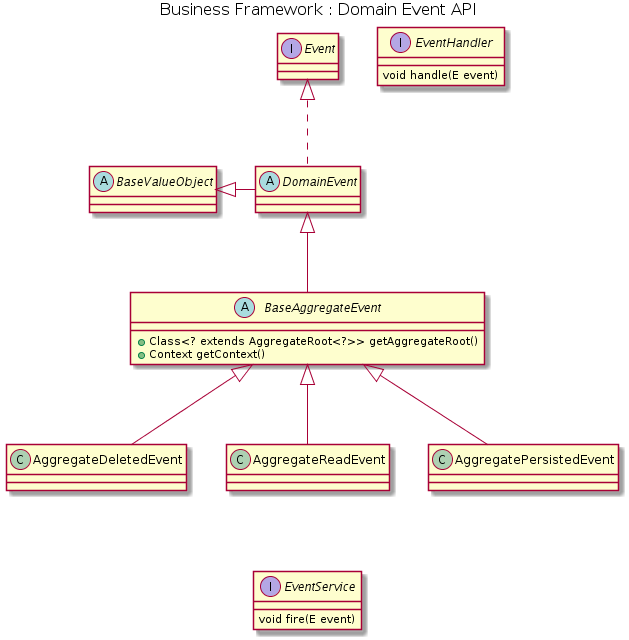 Business Framework : Domain Event API
I Event
I EventHandler
void handle(E event)
A BaseValueObject
A DomainEvent
A BaseAggregateEvent
Class<? extends AggregateRoot<?>> getAggregateRoot()
Context getContext()
C AggregateDeletedEvent
C AggregateReadEvent
C AggregatePersistedEvent
I EventService
void fire(E event)